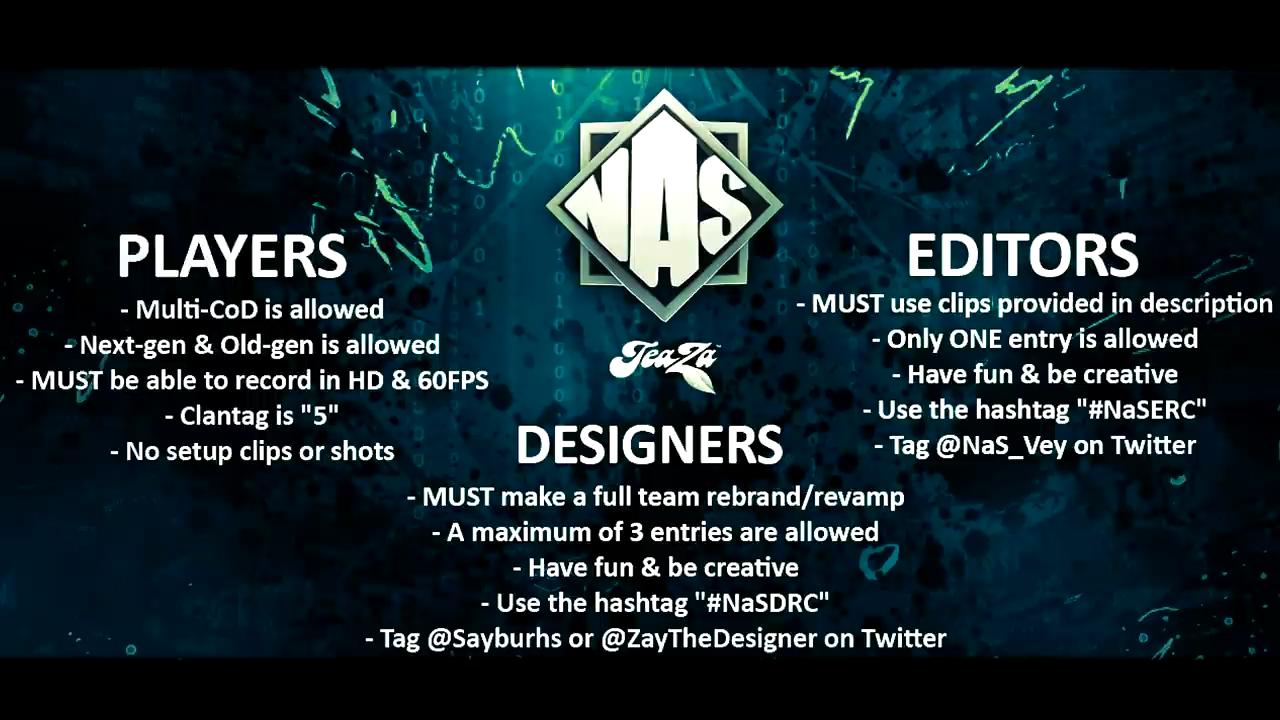 NAS
TeaZa
PLAYERS
- Multi-CoD is allowed
- Next-gen & Old-gen is allowed
- MUST be able to record in HD & 60FPS
- Clantag is "5"
- No setup clips or shots
EDITORS
- MUST use clips provided in description
- Only ONE entry is allowed
- Have fun & be creative
- Use the hashtag "#NaSERC"
- Tag @NaS_Vey on Twitter
DESIGNERS
- MUST make a full team rebrand/revamp
- A maximum of 3 entries are allowed
- Have fun & be creative
- Use the hashtag "#NaSDRC"
- Tag @Sayburhs or @ZayTheDesigner on Twitter